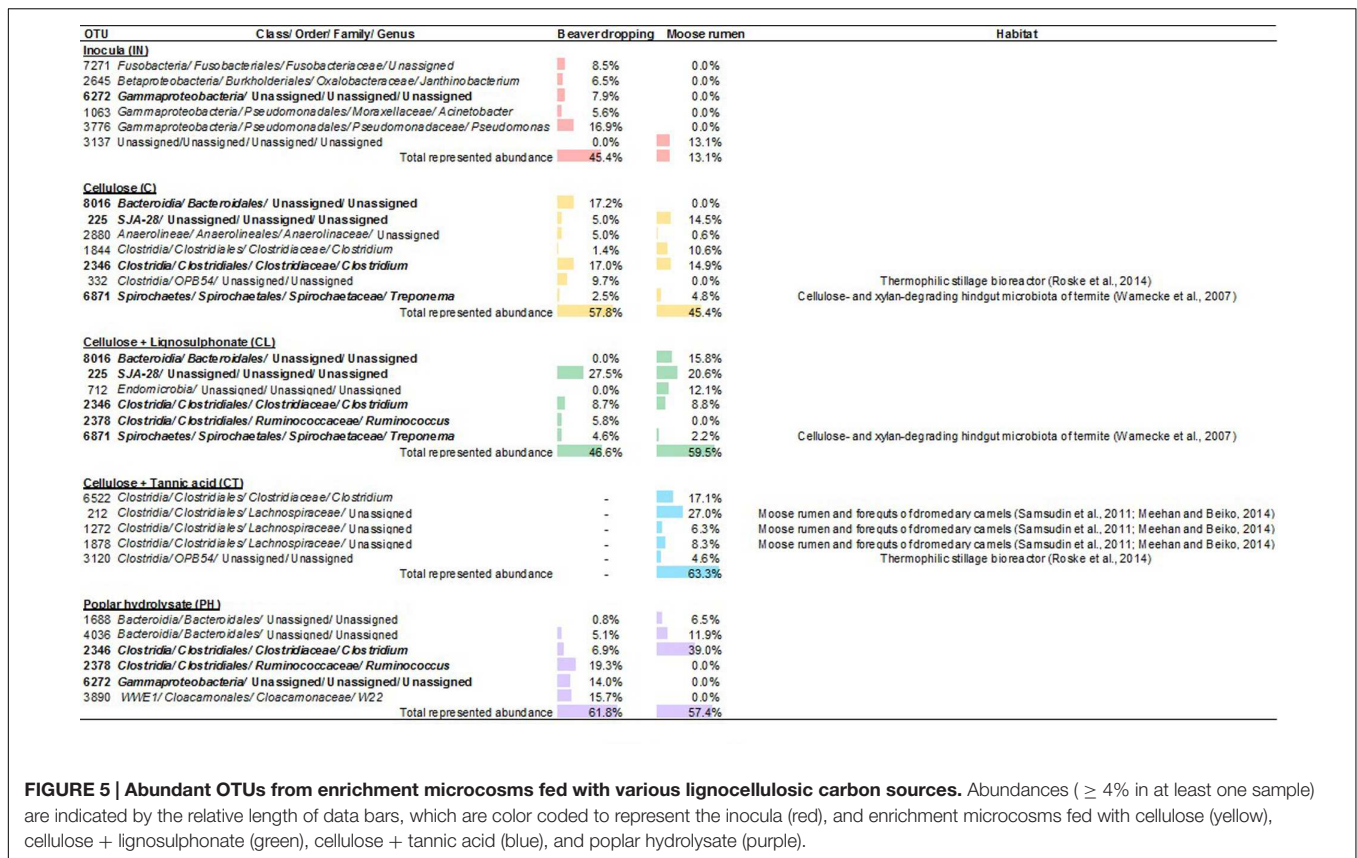 OTU Class/ Order/ Family/ Genus Beaver dropping Moose rumen Habitat
Inocula (IN)
7271 Fusobacteria/ Fusobacteriales/ Fusobacteriaceae/ Unassigned 8.5% 0.0%
2645 Betaproteobacteria/ Burkholderiales/ Oxalobacteraceae/ Janthinobacterium 6.5% 0.0%
6272 Gammaproteobacteria/ Unassigned/ Unassigned/ Unassigned 7.9% 0.0%
1063 Gammaproteobacteria/ Pseudomonadales/ Moraxellaceae/ Acinetobacter 5.6% 0.0%
3776 Gammaproteobacteria/ Pseudomonadales/ Pseudomonadaceae/ Pseudomonas 16.9% 0.0%
3137 Unassigned/Unassigned/ Unassigned/ Unassigned 0.0% 13.1%
Total represented abundance 45.4% 13.1%
Cellulose (C)
8016 Bacteroidia/ Bacteroidales/ Unassigned/ Unassigned 17.2% 0.0%
225 SJA-28/ Unassigned/ Unassigned/ Unassigned 5.0% 14.5%
2880 Anaerolineae/ Anaerolineales/ Anaerolinaceae/ Unassigned 5.0% 0.6%
1844 Clostridia/ Clostridiales/ Clostridiaceae/ Clostridium 1.4% 10.6%
2346 Clostridia/ Clostridiales/ Clostridiaceae/ Clostridium 17.0% 14.9%
332 Clostridia/ OPB54/ Unassigned/ Unassigned 9.7% 0.0% Thermophilic stillage bioreactor (Roske et al., 2014)
6871 Spirochaetes/ Spirochaetales/ Spirochaetaceae/ Treponema 2.5% 4.8% Cellulose- and xylan-degrading hindgut microbiota of termite (Warnecke et al., 2007)
Total represented abundance 57.8% 45.4%
Cellulose + Lignosulphonate (CL)
8016 Bacteroidia/ Bacteroidales/ Unassigned/ Unassigned 0.0% 15.8%
225 SJA-28/ Unassigned/ Unassigned/ Unassigned 27.5% 20.6%
712 Endomicrobia/ Unassigned/ Unassigned/ Unassigned 0.0% 12.1%
2346 Clostridia/ Clostridiales/ Clostridiaceae/ Clostridium 8.7% 8.8%
2378 Clostridia/ Clostridiales/ Ruminococcaceae/ Ruminococcus 5.8% 0.0%
6871 Spirochaetes/ Spirochaetales/ Spirochaetaceae/ Treponema 4.6% 2.2% Cellulose- and xylan-degrading hindgut microbiota of termite (Warnecke et al., 2007)
Total represented abundance 46.6% 59.5%
Cellulose + Tannic acid (CT)
6522 Clostridia/ Clostridiales/ Clostridiaceae/ Clostridium - 17.1%
212 Clostridia/ Clostridiales/ Lachnospiraceae/ Unassigned - 27.0% Moose rumen and foreguts of dromedary camels (Samsudin et al., 2011; Meehan and Beiko, 2014)
1272 Clostridia/ Clostridiales/ Lachnospiraceae/ Unassigned - 6.3% Moose rumen and foreguts of dromedary camels (Samsudin et al., 2011; Meehan and Beiko, 2014)
1878 Clostridia/ Clostridiales/ Lachnospiraceae/ Unassigned - 8.3% Moose rumen and foreguts of dromedary camels (Samsudin et al., 2011; Meehan and Beiko, 2014)
3120 Clostridia/ OPB54/ Unassigned/ Unassigned - 4.6% Thermophilic stillage bioreactor (Roske et al., 2014)
Total represented abundance - 63.3%
Poplar hydrolysate (PH)
1688 Bacteroidia/ Bacteroidales/ Unassigned/ Unassigned 0.8% 6.5%
4036 Bacteroidia/ Bacteroidales/ Unassigned/ Unassigned 5.1% 11.9%
2346 Clostridia/ Clostridiales/ Clostridiaceae/ Clostridium 6.9% 39.0%
2378 Clostridia/ Clostridiales/ Ruminococcaceae/ Ruminococcus 19.3% 0.0%
6272 Gammaproteobacteria/ Unassigned/ Unassigned/ Unassigned 14.0% 0.0%
3890 WWE1/ Cloacamonales/ Cloacamonaceae/ W22 15.7% 0.0%
Total represented abundance 61.8% 57.4%
FIGURE 5 | Abundant OTUs from enrichment microcosms fed with various lignocellulosic carbon sources. Abundances ( ≥ 4% in at least one sample)
are indicated by the relative length of data bars, which are color coded to represent the inocula (red), and enrichment microcosms fed with cellulose (yellow),
cellulose + lignosulphonate (green), cellulose + tannic acid (blue), and poplar hydrolysate (purple).